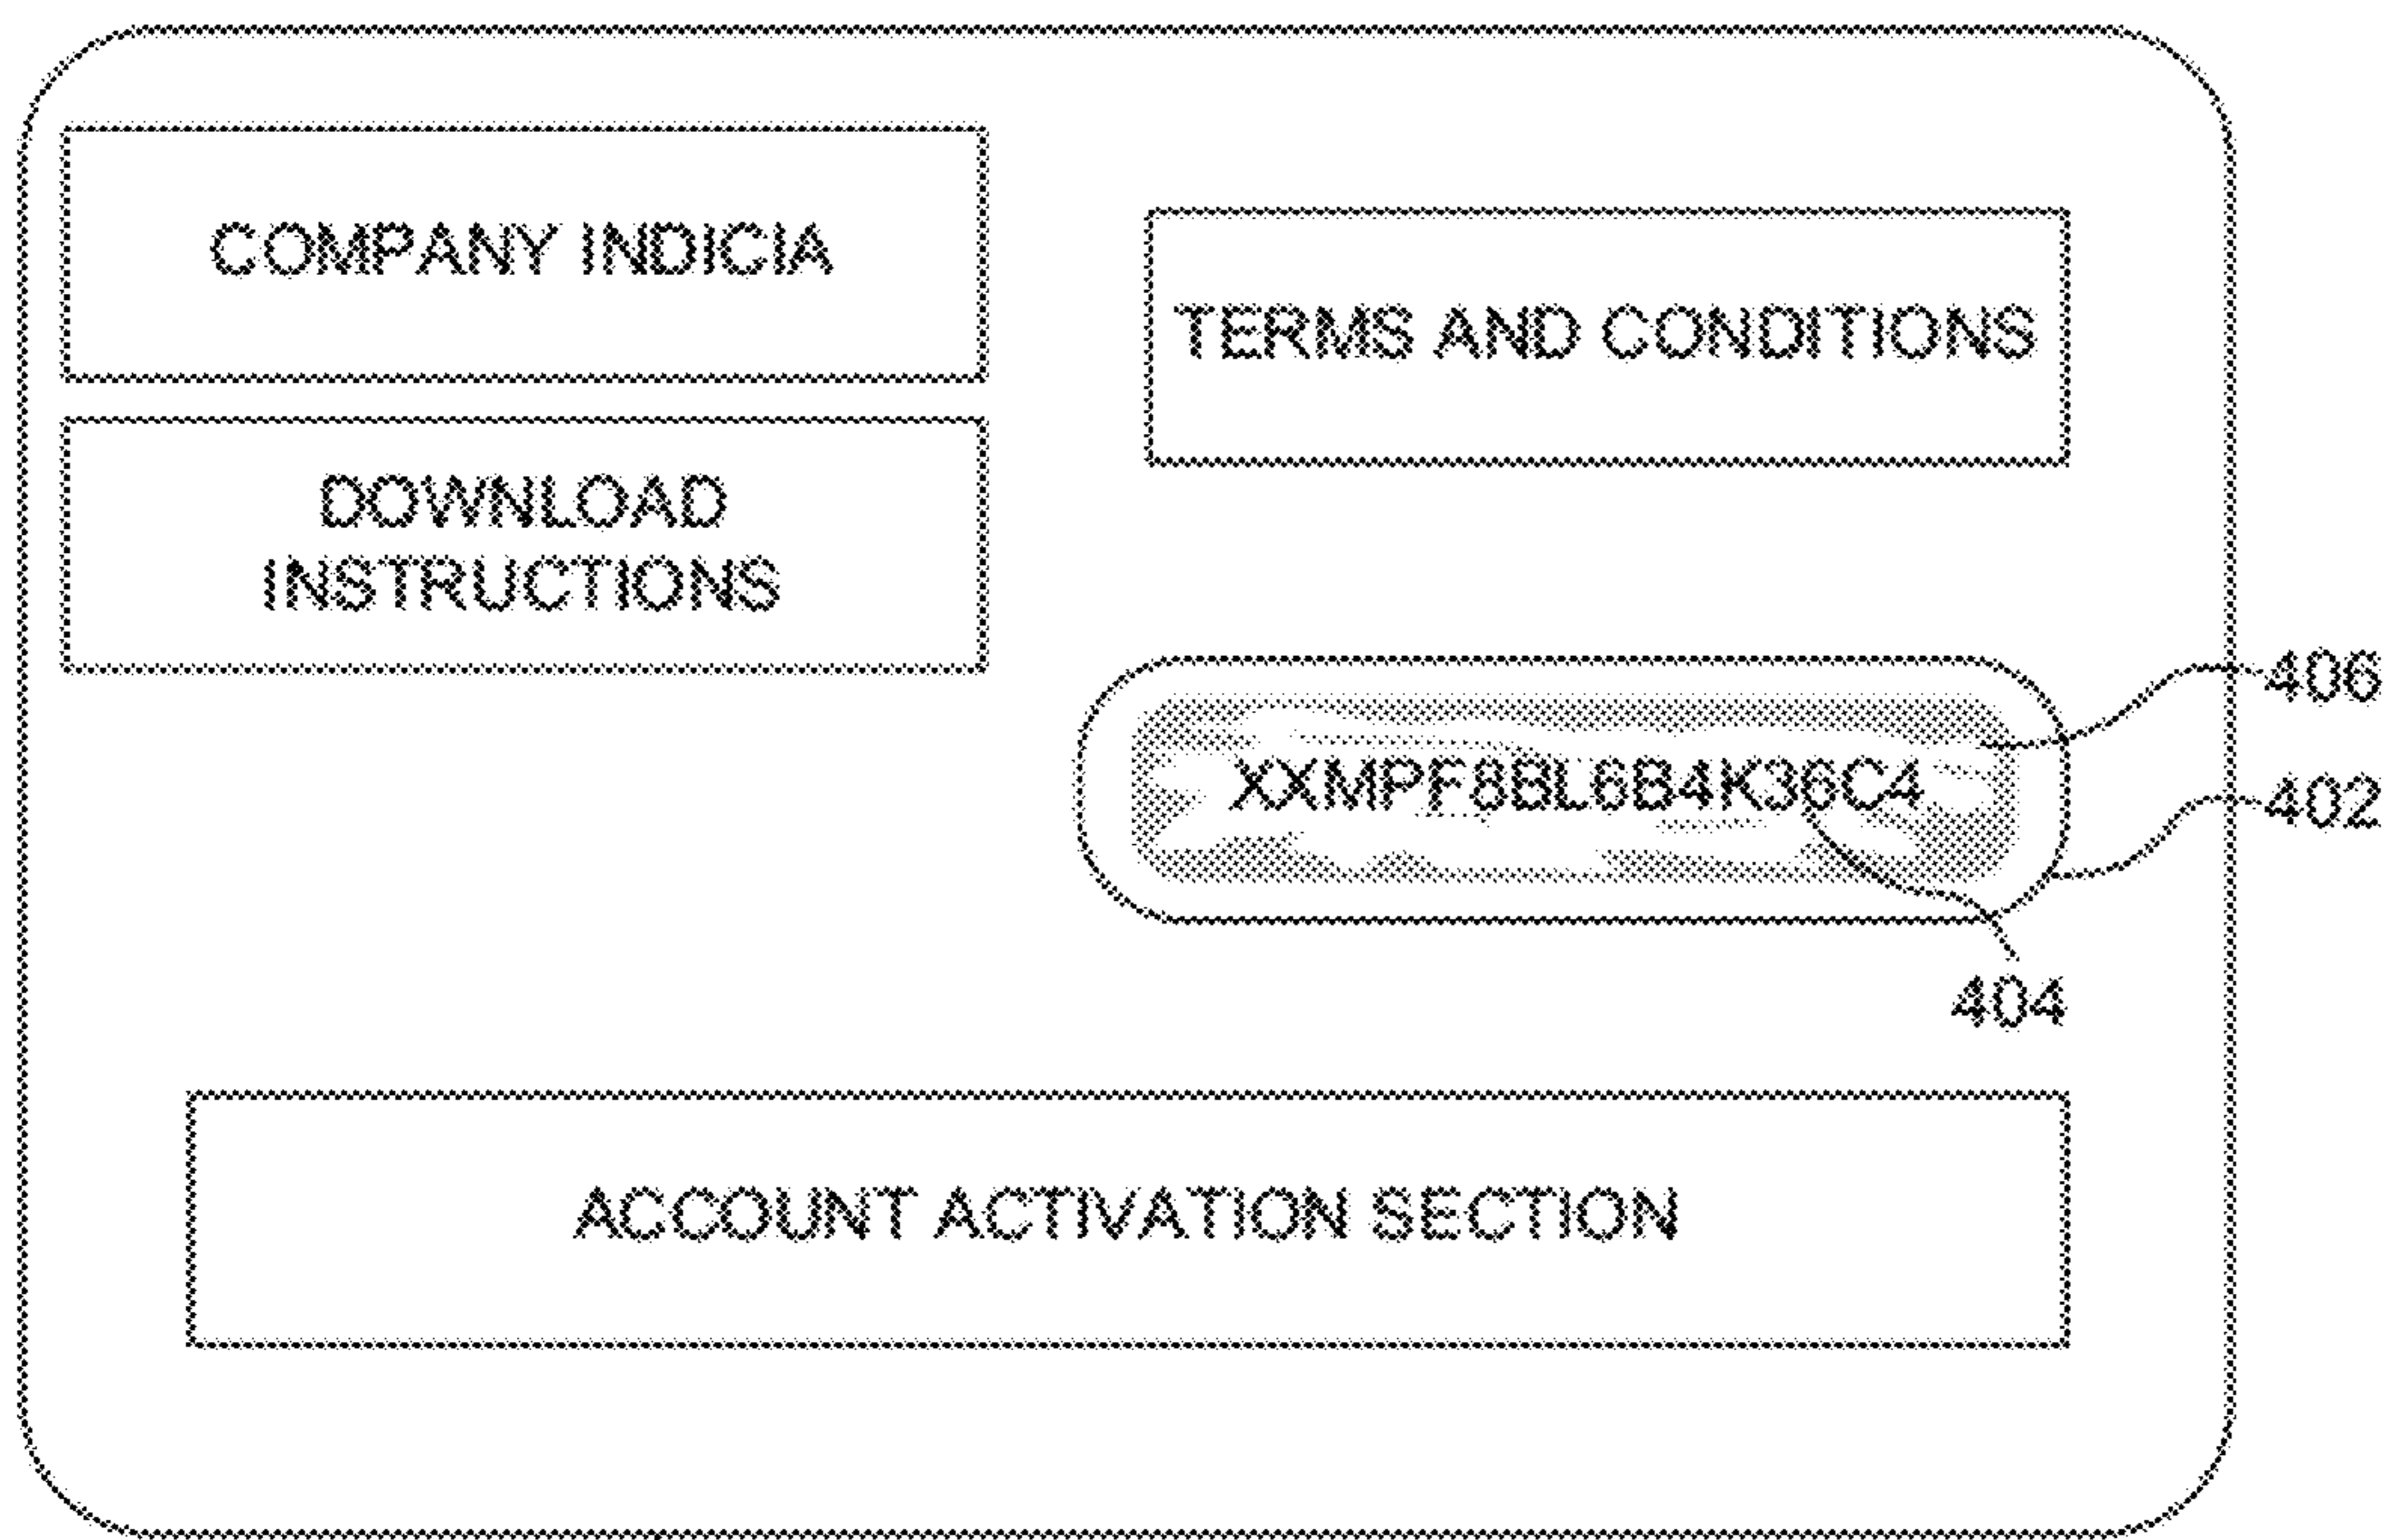 COMPANY INDICIA
TERMS AND CONDITIONS
DOWNLOAD
INSTRUCTIONS
406
XXMPF8BL6B4K36C4
402
404
ACCOUNT ACTIVATION SECTION